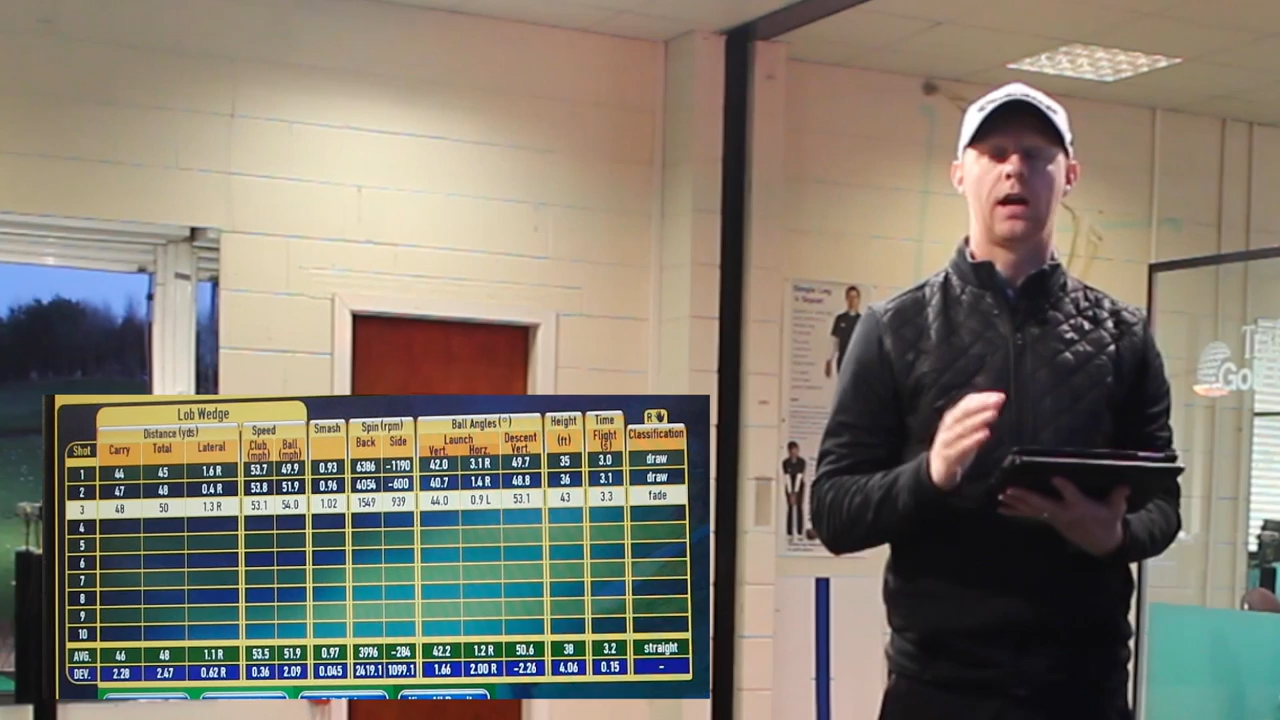 Lob Wedge
Distance (yds) Speed Smash Spin (rpm) Ball Angles (°) Height Time R
Shot Carry Total Lateral Club (mph) Ball (mph) Back Side Launch Vert. Horz. Descent Vert. (ft) Flight (s) Classification
1 44 45 1.6 R 53.7 49.9 0.93 6386 -1190 42.0 3.1 R 49.7 35 3.0 draw
2 47 48 0.4 R 53.8 51.9 0.96 4054 -600 40.7 1.4 R 48.8 36 3.1 draw
3 48 50 1.3 R 53.1 54.0 1.02 1549 939 44.0 0.9 L 53.1 43 3.3 fade
4
5
6
7
8
9
10
AVG. 46 48 1.1 R 53.5 51.9 0.97 3996 -284 42.2 1.2 R 50.6 38 3.2 straight
DEV. 2.28 2.47 0.62 R 0.36 2.09 0.045 2419.1 1099.1 1.66 2.00 R -2.26 4.06 0.15 -